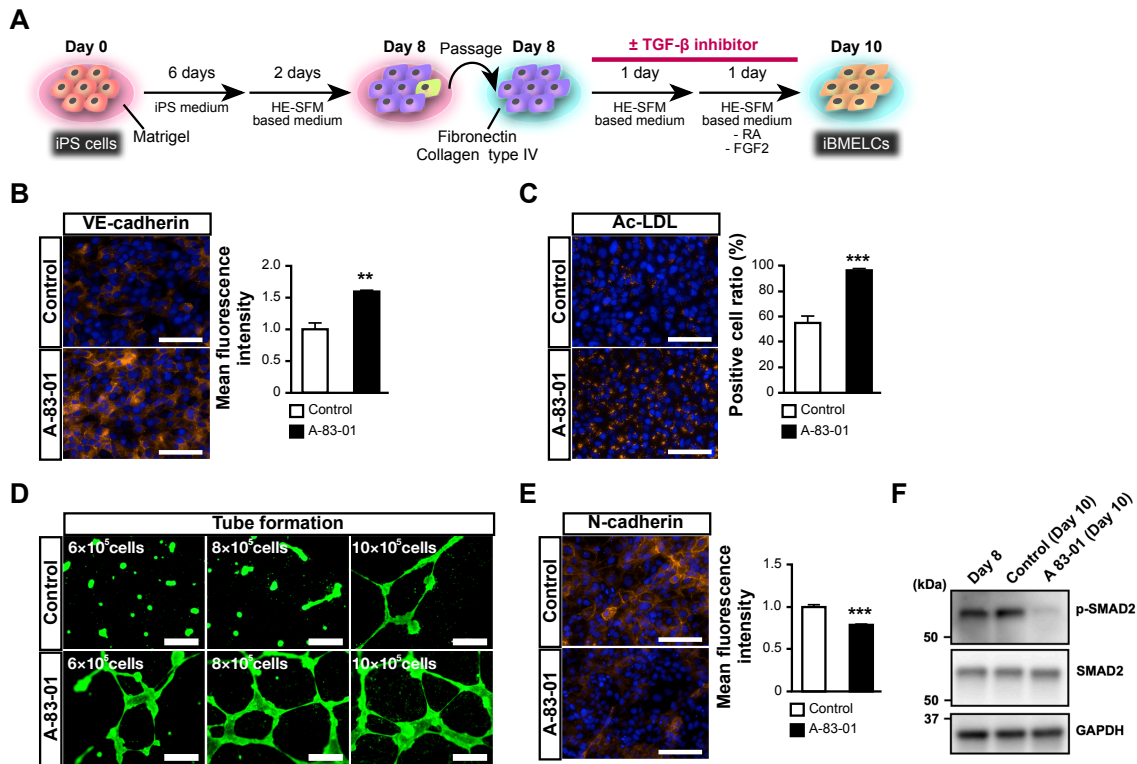 A
Day 0
Day 8
Passage
Day 8
± TGF-β inhibitor
Day 10
6 days
2 days
1 day
1 day
iPS medium
HE-SFM
based medium
HE-SFM
based medium
HE-SFM
based medium
- RA
- FGF2
Matrigel
Fibronectin
Collagen type IV
iPS cells
iBMELCs
B
VE-cadherin
Control
A-83-01
Mean fluorescence
intensity
2.0
1.5
1.0
0.5
0
**
Control
A-83-01
C
Ac-LDL
Control
A-83-01
Positive cell ratio (%)
100
80
60
40
20
0
***
Control
A-83-01
D
Tube formation
Control
6×10⁵cells
8×10⁵cells
10×10⁵cells
A-83-01
6×10⁵cells
8×10⁵cells
10×10⁵cells
E
N-cadherin
Control
A-83-01
Mean fluorescence
intensity
1.5
1.0
0.5
0
***
Control
A-83-01
F
Day 8
Control (Day 10)
A 83-01 (Day 10)
(kDa)
p-SMAD2
50
SMAD2
50
37
GAPDH